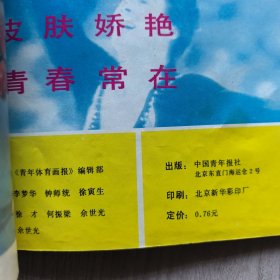 皮肤娇艳
青春常在
《青年体育画报》编辑部
李梦华 钟师统 徐寅生
徐才 何振梁 余世光
余世光
出版：中国青年报社
北京东直门海运仓2号
印刷：北京新华彩印厂
定价：0.76元